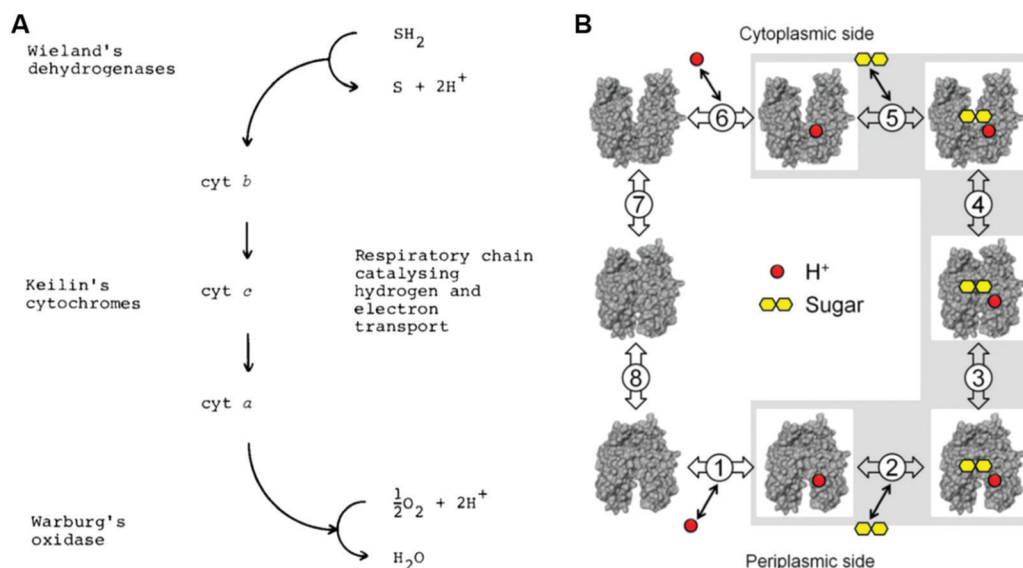 A
Wieland's
dehydrogenases
SH2
S + 2H+
cyt b
Keilin's
cytochromes
cyt c
Respiratory chain
catalysing
hydrogen and
electron
transport
cyt a
Warburg's
oxidase
1/2O2 + 2H+
H2O
B
Cytoplasmic side
6
5
7
4
H+
Sugar
8
3
1
2
Periplasmic side